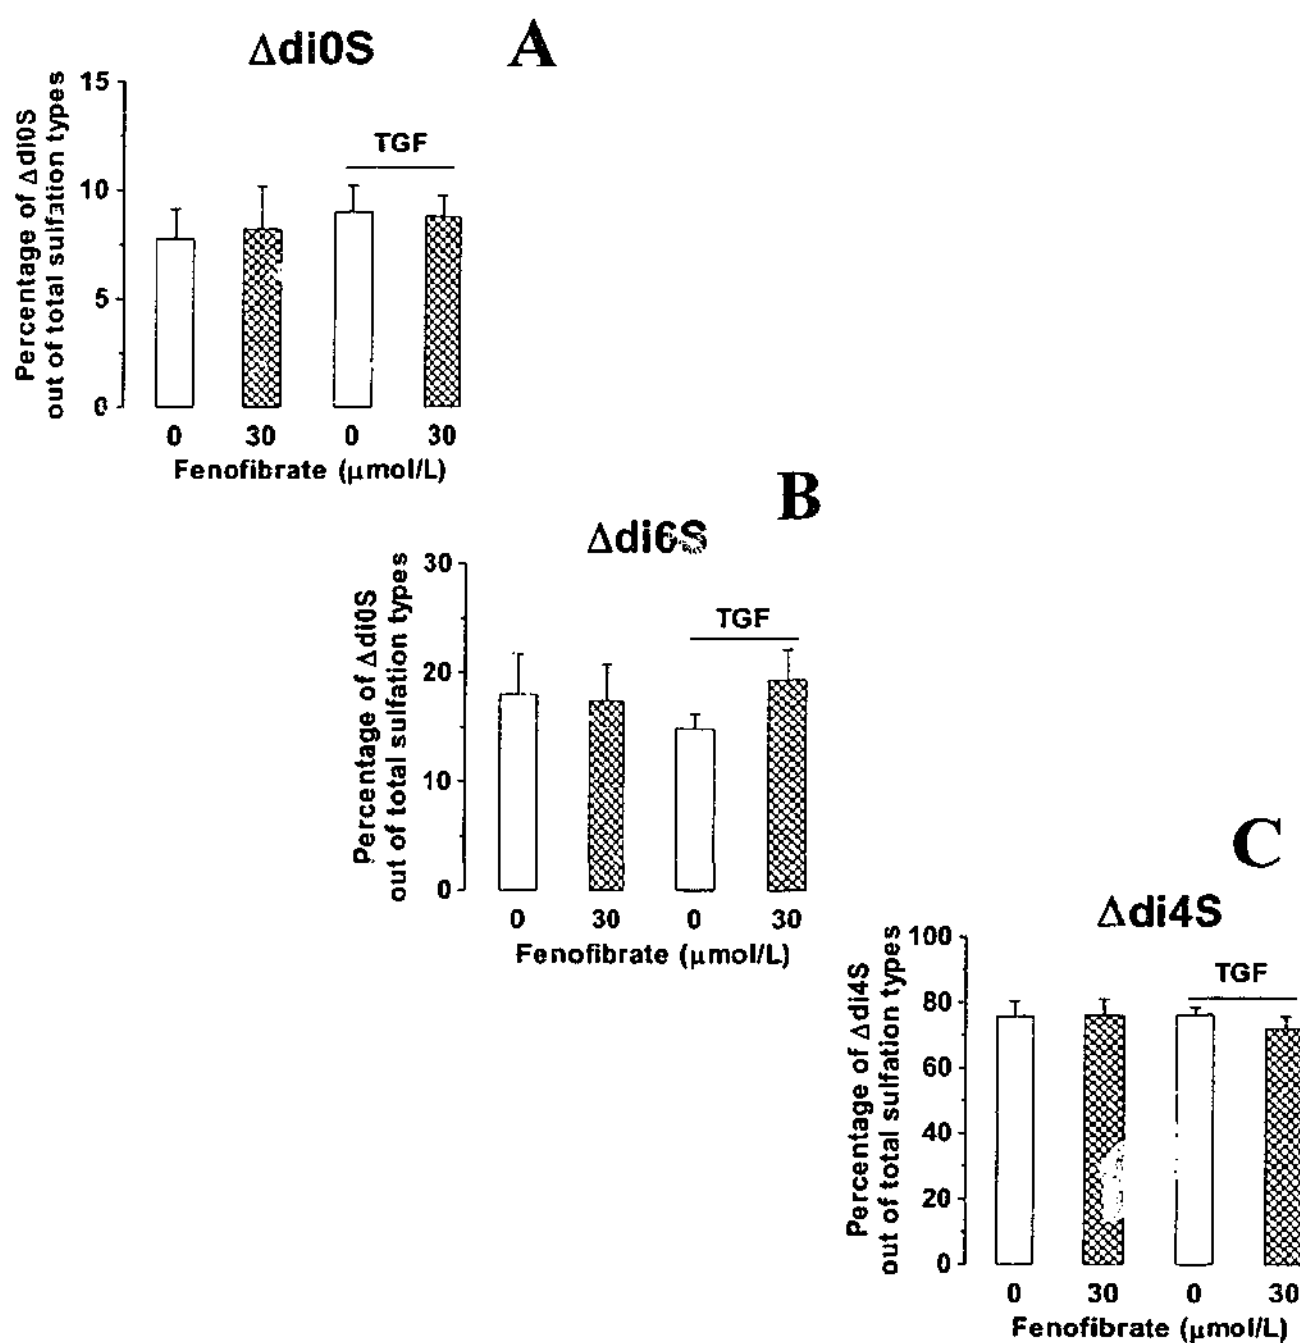 A
Δdi0S
Percentage of Δdi0S
out of total sulfation types
15
10
5
0
TGF
0 30 0 30
Fenofibrate (μmol/L)
B
Δdi6S
Percentage of Δdi0S
out of total sulfation types
30
20
10
0
TGF
0 30 0 30
Fenofibrate (μmol/L)
C
Δdi4S
Percentage of Δdi4S
out of total sulfation types
100
80
60
40
20
0
TGF
0 30 0 30
Fenofibrate (μmol/L)